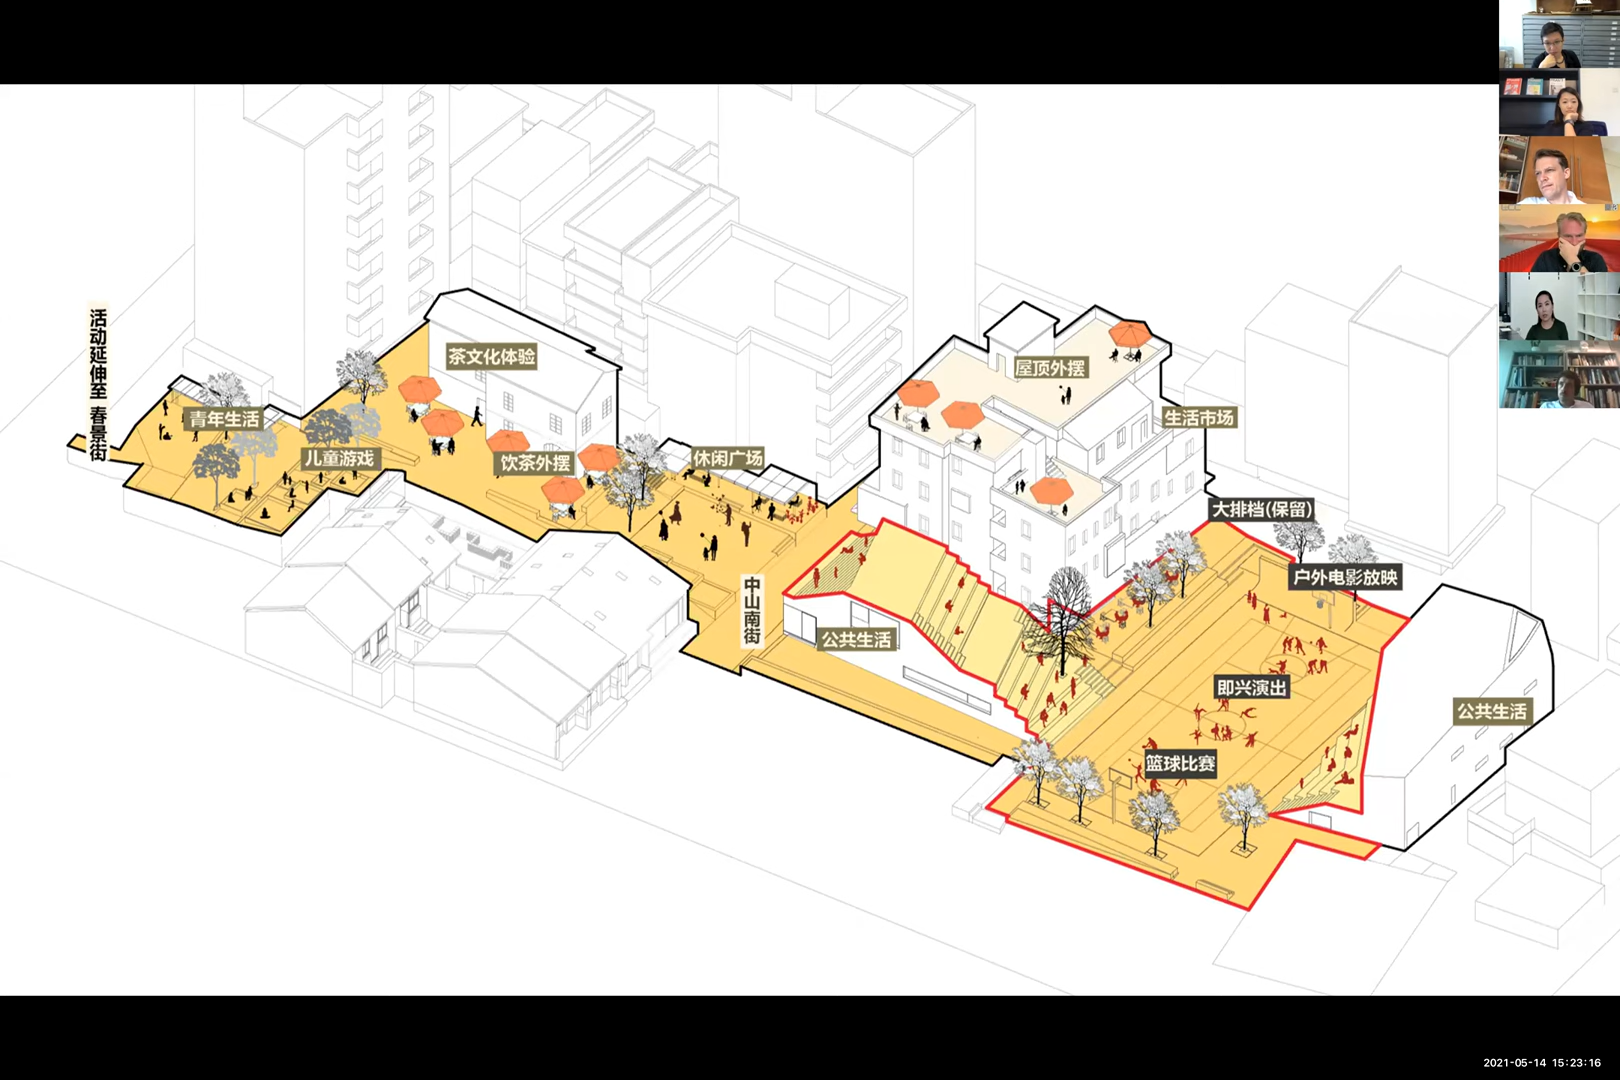 活动延伸至 春景街
青年生活
儿童游戏
茶文化体验
饮茶外摆
休闲广场
中山南街
公共生活
屋顶外摆
生活市场
大排档(保留)
户外电影放映
即兴演出
篮球比赛
公共生活
2021-05-14 15:23:16